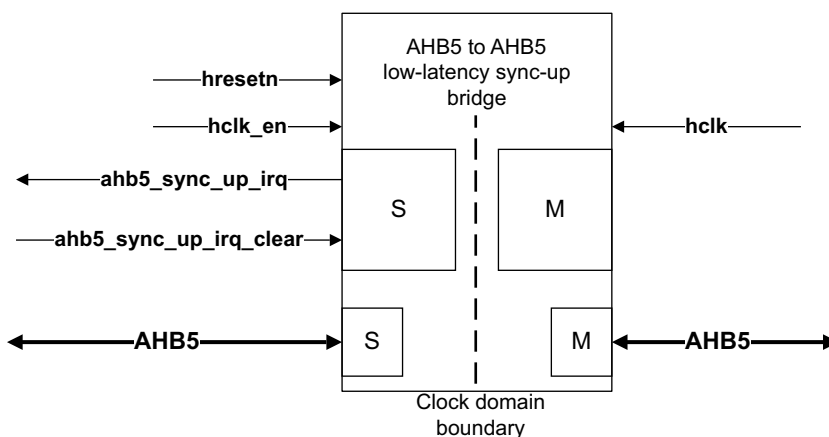 AHB5 to AHB5
low-latency sync-up
bridge
hresetn
hclk_en
hclk
ahb5_sync_up_irq
S
M
ahb5_sync_up_irq_clear
AHB5
S
M
AHB5
Clock domain
boundary